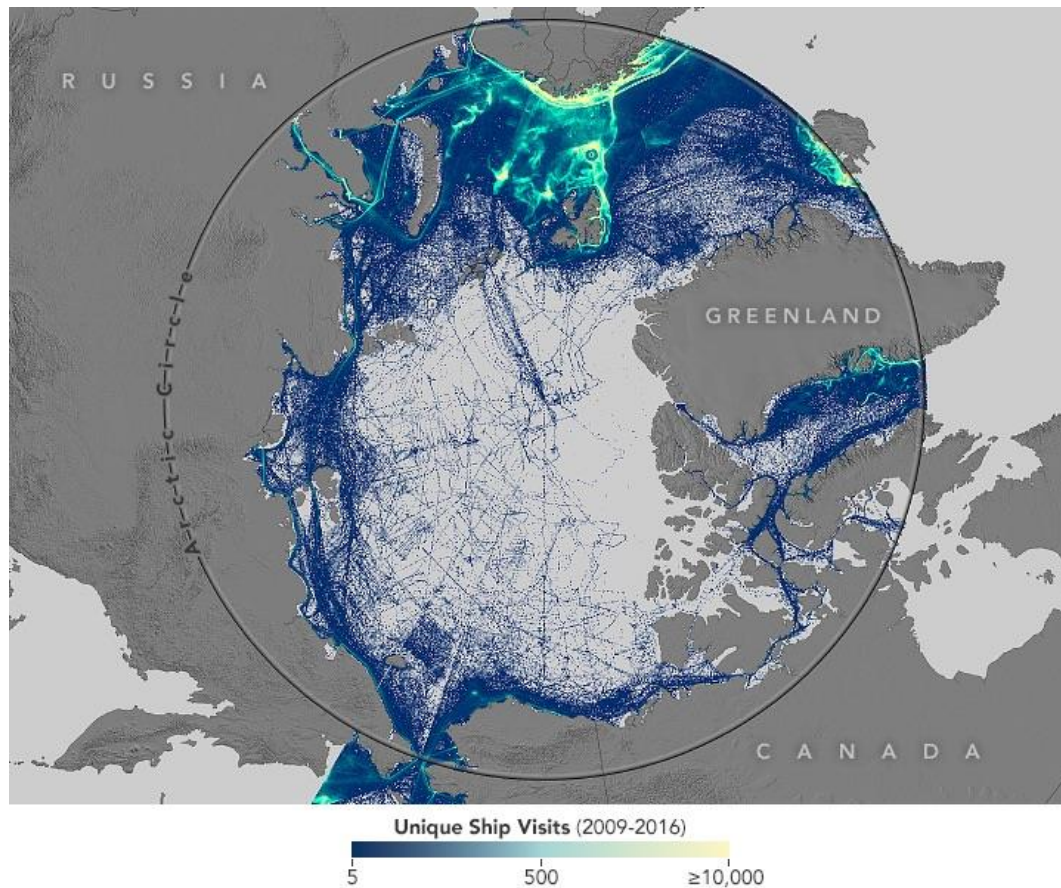 RUSSIA
GREENLAND
Arctic Circle
CANADA
Unique Ship Visits (2009-2016)
5 500 ≥10,000